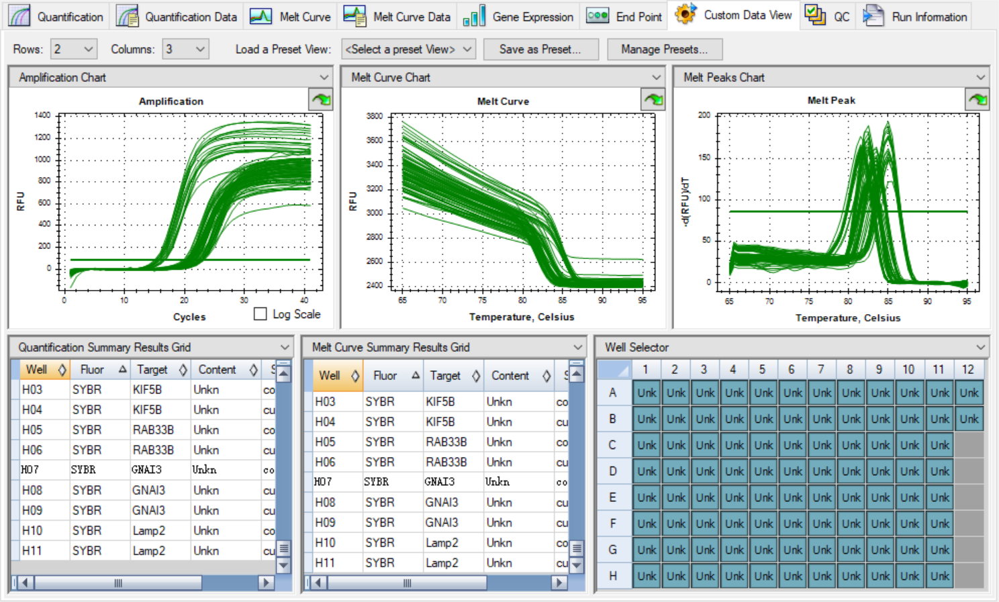 Quantification Quantification Data Melt Curve Melt Curve Data Gene Expression End Point Custom Data View QC Run Information
Rows: 2 Columns: 3 Load a Preset View: <Select a preset View> Save as Preset... Manage Presets...
Amplification Chart
Amplification
1400
1200
1000
800
600
400
200
0
RFU
0 10 20 30 40
Cycles
Log Scale
Melt Curve Chart
Melt Curve
3800
3600
3400
3200
3000
2800
2600
2400
RFU
65 70 75 80 85 90 95
Temperature, Celsius
Melt Peaks Chart
Melt Peak
200
150
100
50
0
-d(RFU)/dT
65 70 75 80 85 90 95
Temperature, Celsius
Quantification Summary Results Grid
Well Fluor Target Content S
H03 SYBR KIF5B Unkn co
H04 SYBR KIF5B Unkn cu
H05 SYBR RAB33B Unkn co
H06 SYBR RAB33B Unkn cu
H07 SYBR GNAI3 Unkn co
H08 SYBR GNAI3 Unkn cu
H09 SYBR GNAI3 Unkn cu
H10 SYBR Lamp2 Unkn co
H11 SYBR Lamp2 Unkn cu
Melt Curve Summary Results Grid
Well Fluor Target Content S
H03 SYBR KIF5B Unkn co
H04 SYBR KIF5B Unkn cu
H05 SYBR RAB33B Unkn co
H06 SYBR RAB33B Unkn cu
H07 SYBR GNAI3 Unkn co
H08 SYBR GNAI3 Unkn cu
H09 SYBR GNAI3 Unkn cu
H10 SYBR Lamp2 Unkn co
H11 SYBR Lamp2 Unkn cu
Well Selector
1 2 3 4 5 6 7 8 9 10 11 12
A Unk Unk Unk Unk Unk Unk Unk Unk Unk Unk Unk Unk
B Unk Unk Unk Unk Unk Unk Unk Unk Unk Unk Unk Unk
C Unk Unk Unk Unk Unk Unk Unk Unk Unk Unk Unk
D Unk Unk Unk Unk Unk Unk Unk Unk Unk Unk Unk
E Unk Unk Unk Unk Unk Unk Unk Unk Unk Unk Unk
F Unk Unk Unk Unk Unk Unk Unk Unk Unk Unk Unk
G Unk Unk Unk Unk Unk Unk Unk Unk Unk Unk Unk
H Unk Unk Unk Unk Unk Unk Unk Unk Unk Unk Unk